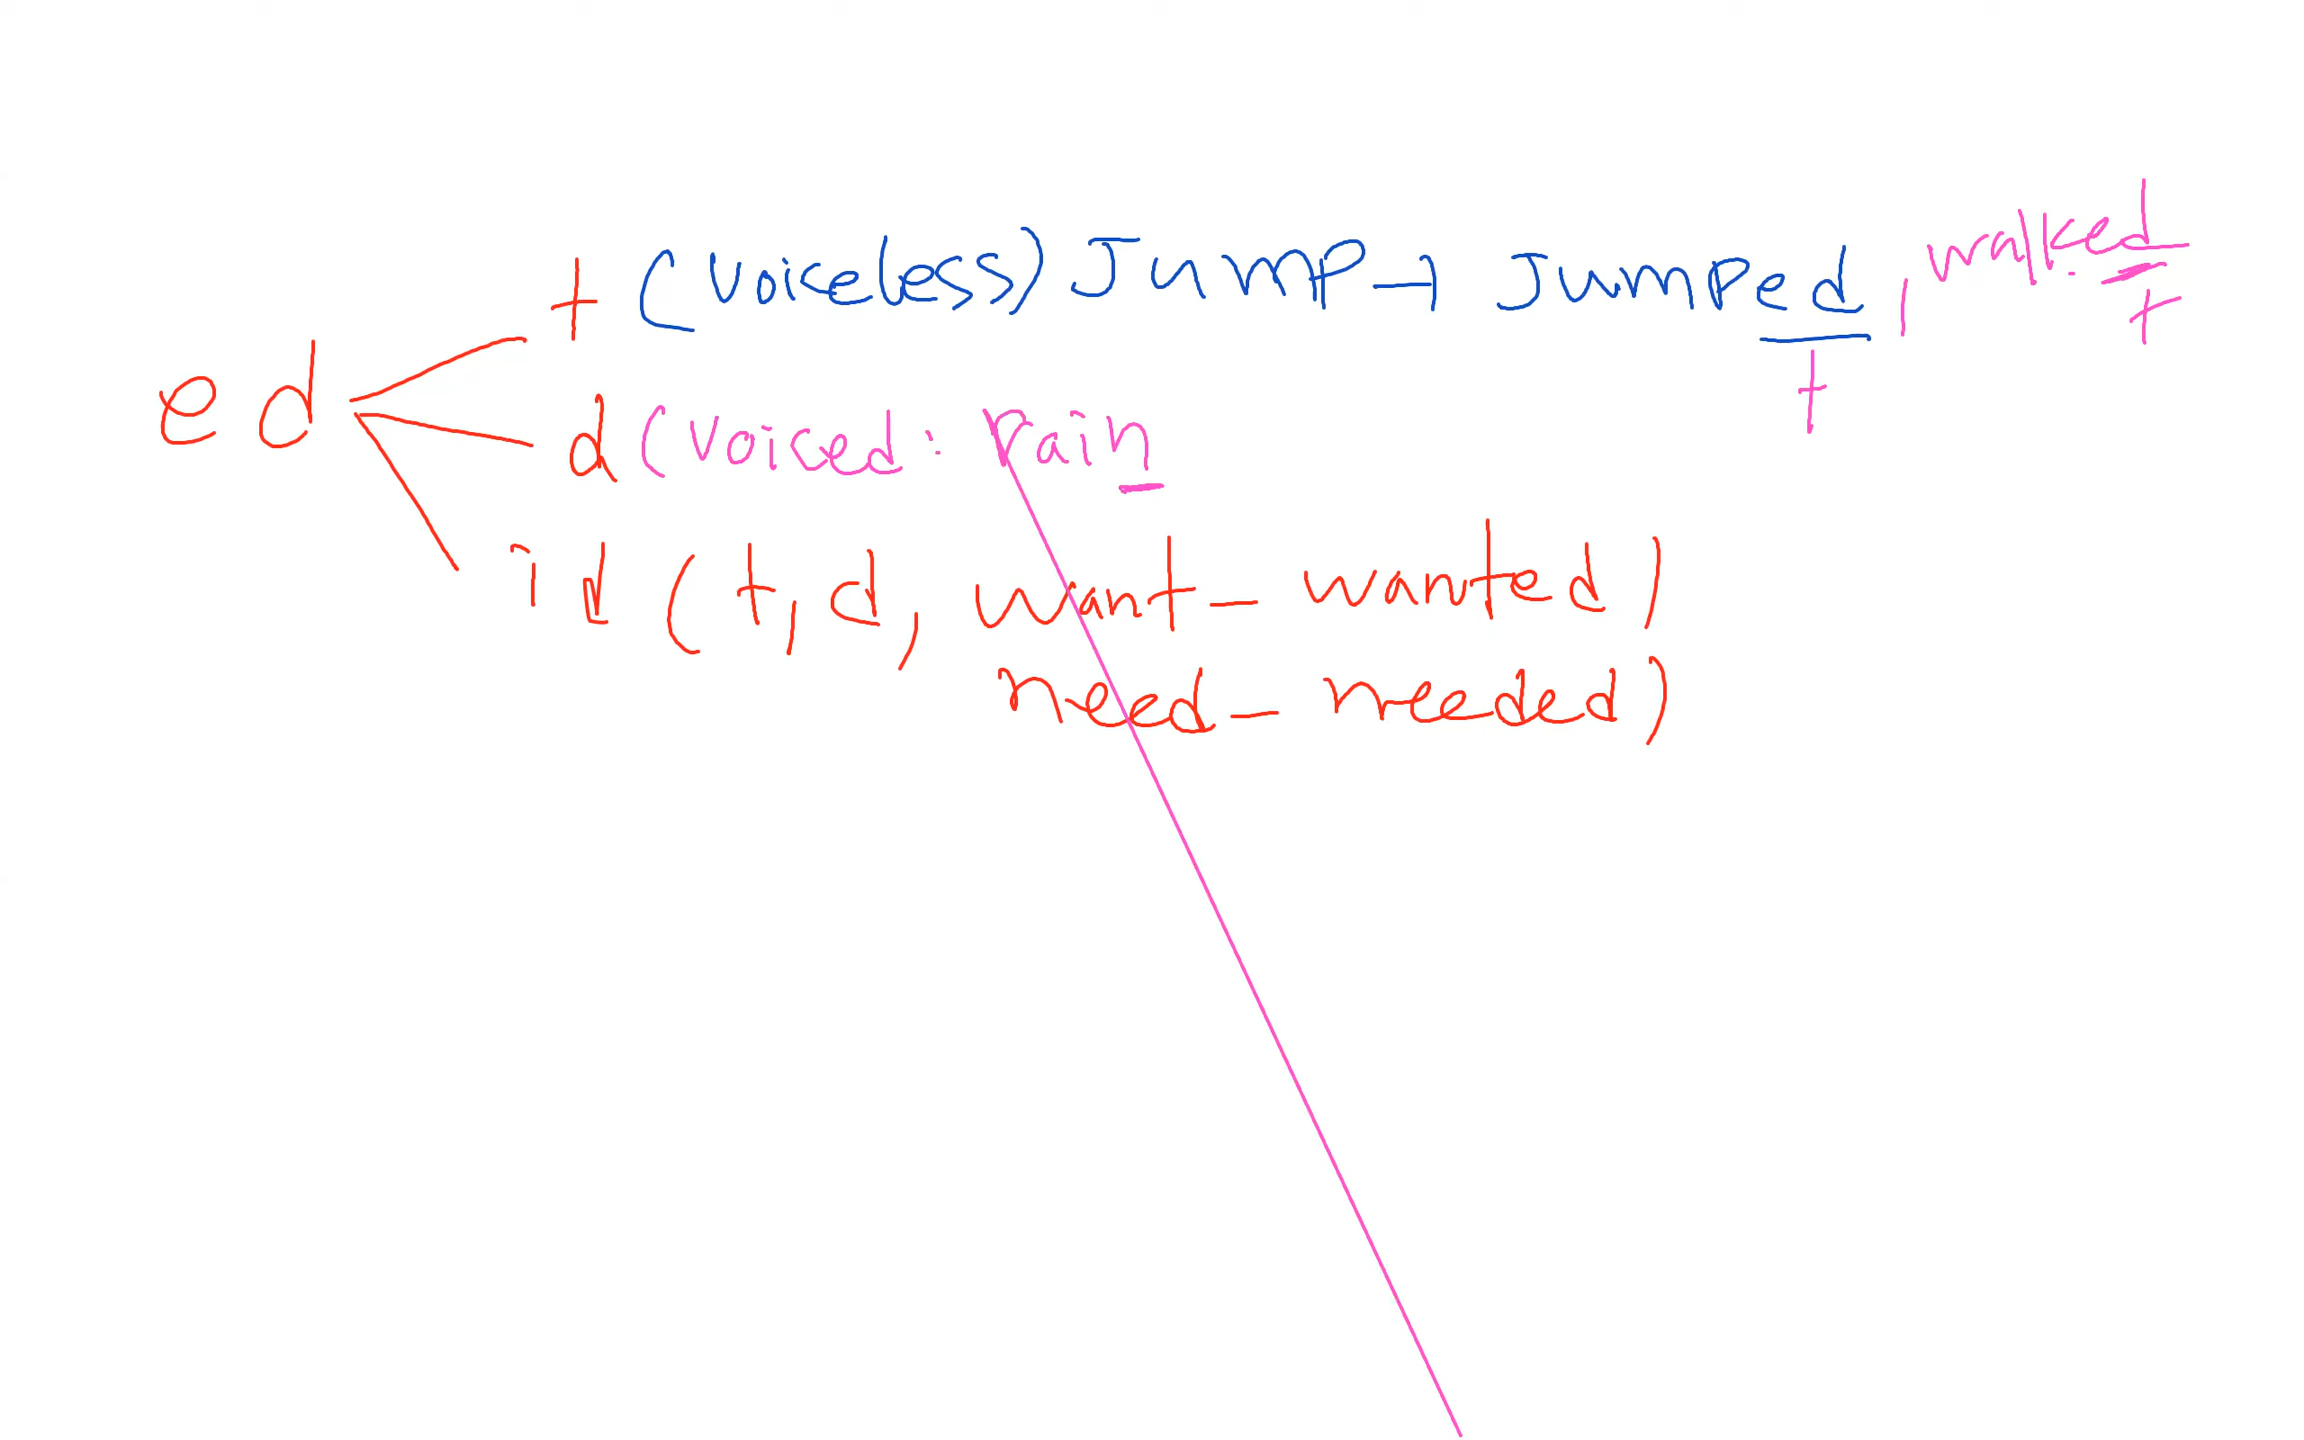 t (voiceless) Jump → Jumped, walked
t
t
ed
d (voiced: rain
id (t, d, want - wanted)
need - needed)